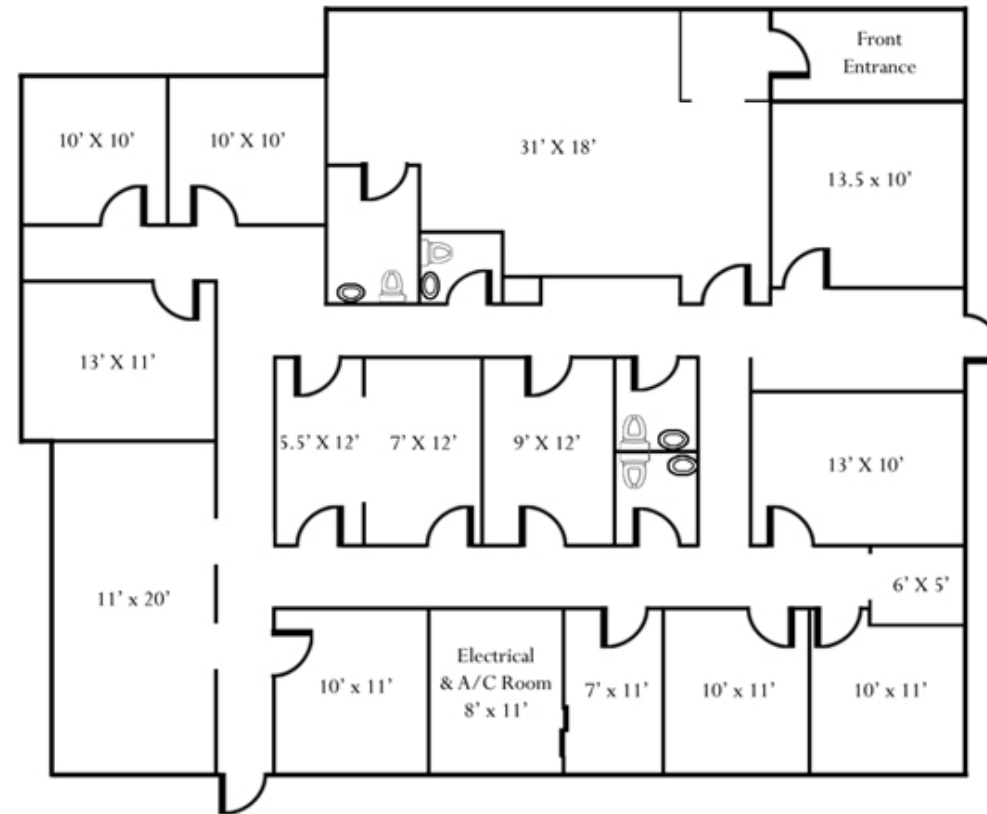 Front
Entrance
10’ X 10’
10’ X 10’
31’ X 18’
13.5 x 10’
13’ X 11’
5.5’ X 12’
7’ X 12’
9’ X 12’
13’ X 10’
11’ x 20’
6’ X 5’
10’ x 11’
Electrical
& A/C Room
8’ x 11’
7’ x 11’
10’ x 11’
10’ x 11’